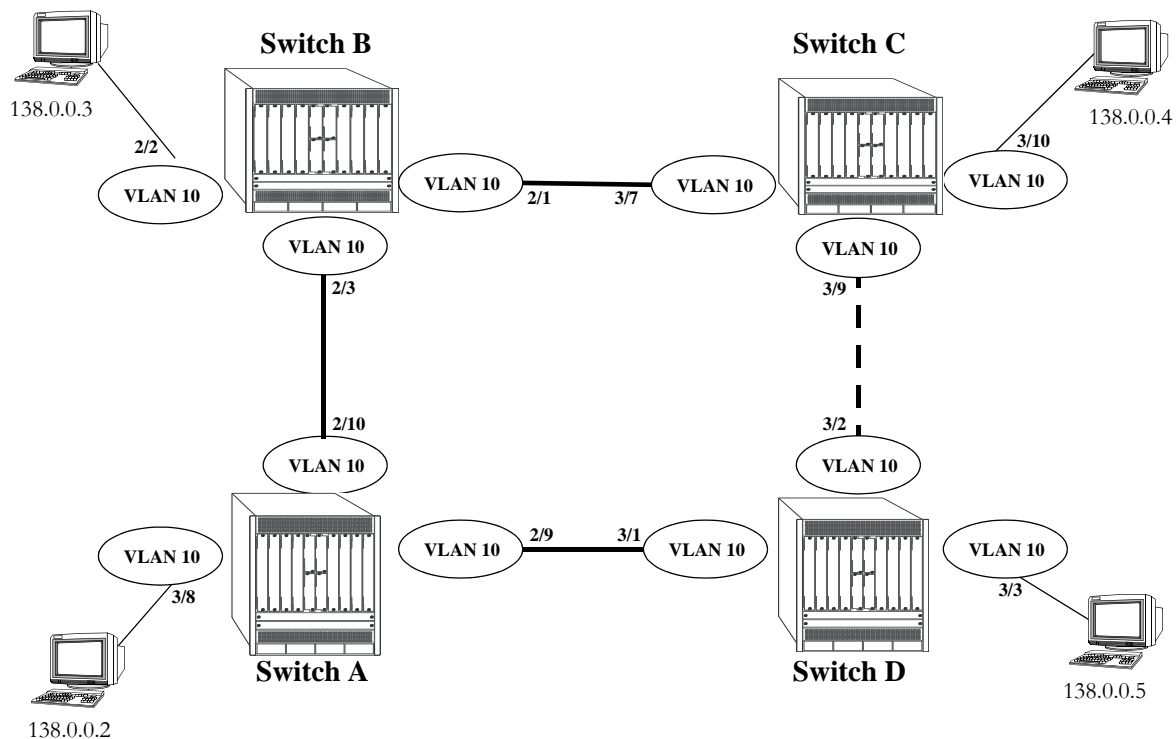 Switch B
Switch C
138.0.0.3
138.0.0.4
2/2
3/10
VLAN 10
VLAN 10
VLAN 10
VLAN 10
2/1
3/7
VLAN 10
VLAN 10
2/3
3/9
2/10
3/2
VLAN 10
VLAN 10
2/9
3/1
VLAN 10
VLAN 10
VLAN 10
VLAN 10
3/8
3/3
Switch A
Switch D
138.0.0.5
138.0.0.2